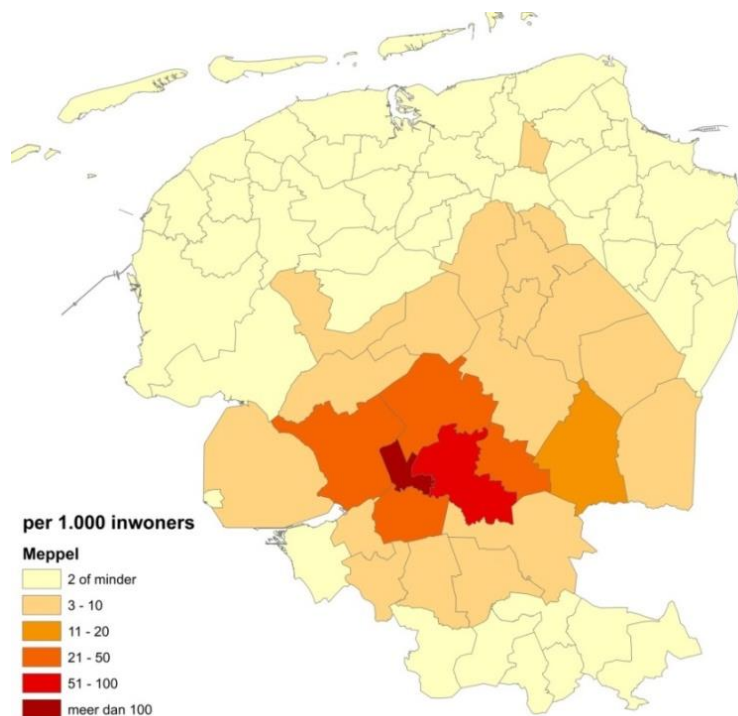 per 1.000 inwoners
Meppel
2 of minder
3 - 10
11 - 20
21 - 50
51 - 100
meer dan 100